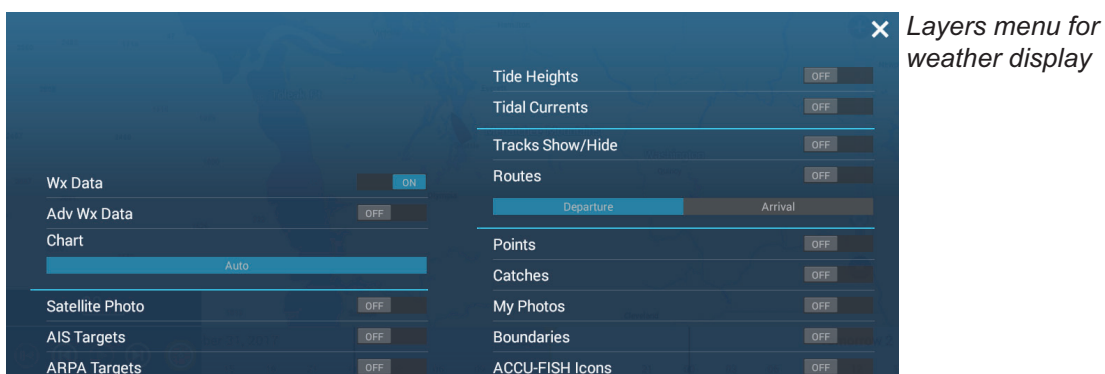 Layers menu for
weather display
Wx Data ON
Adv Wx Data OFF
Chart
Auto
Satellite Photo OFF
AIS Targets OFF
ARPA Targets OFF
Tide Heights OFF
Tidal Currents OFF
Tracks Show/Hide OFF
Routes OFF
Departure Arrival
Points OFF
Catches OFF
My Photos OFF
Boundaries OFF
ACCU-FISH Icons OFF